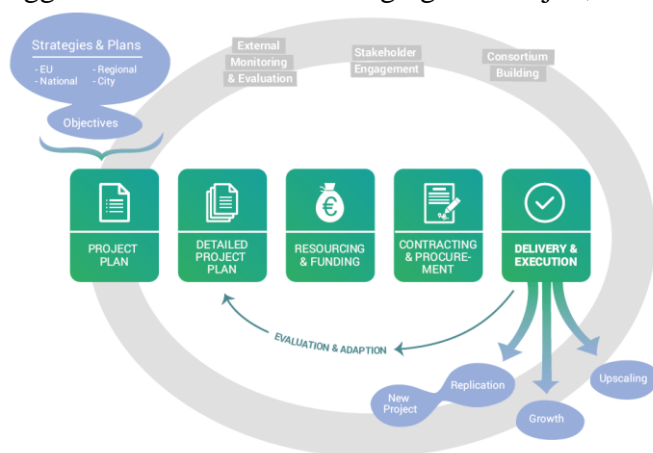 Strategies & Plans
- EU
- National
- Regional
- City
Objectives
External
Monitoring
& Evaluation
Stakeholder
Engagement
Consortium
Building
PROJECT
PLAN
DETAILED
PROJECT
PLAN
RESOURCING
& FUNDING
CONTRACTING
& PROCURE-
MENT
DELIVERY &
EXECUTION
EVALUATION & ADAPTION
New
Project
Replication
Growth
Upscaling